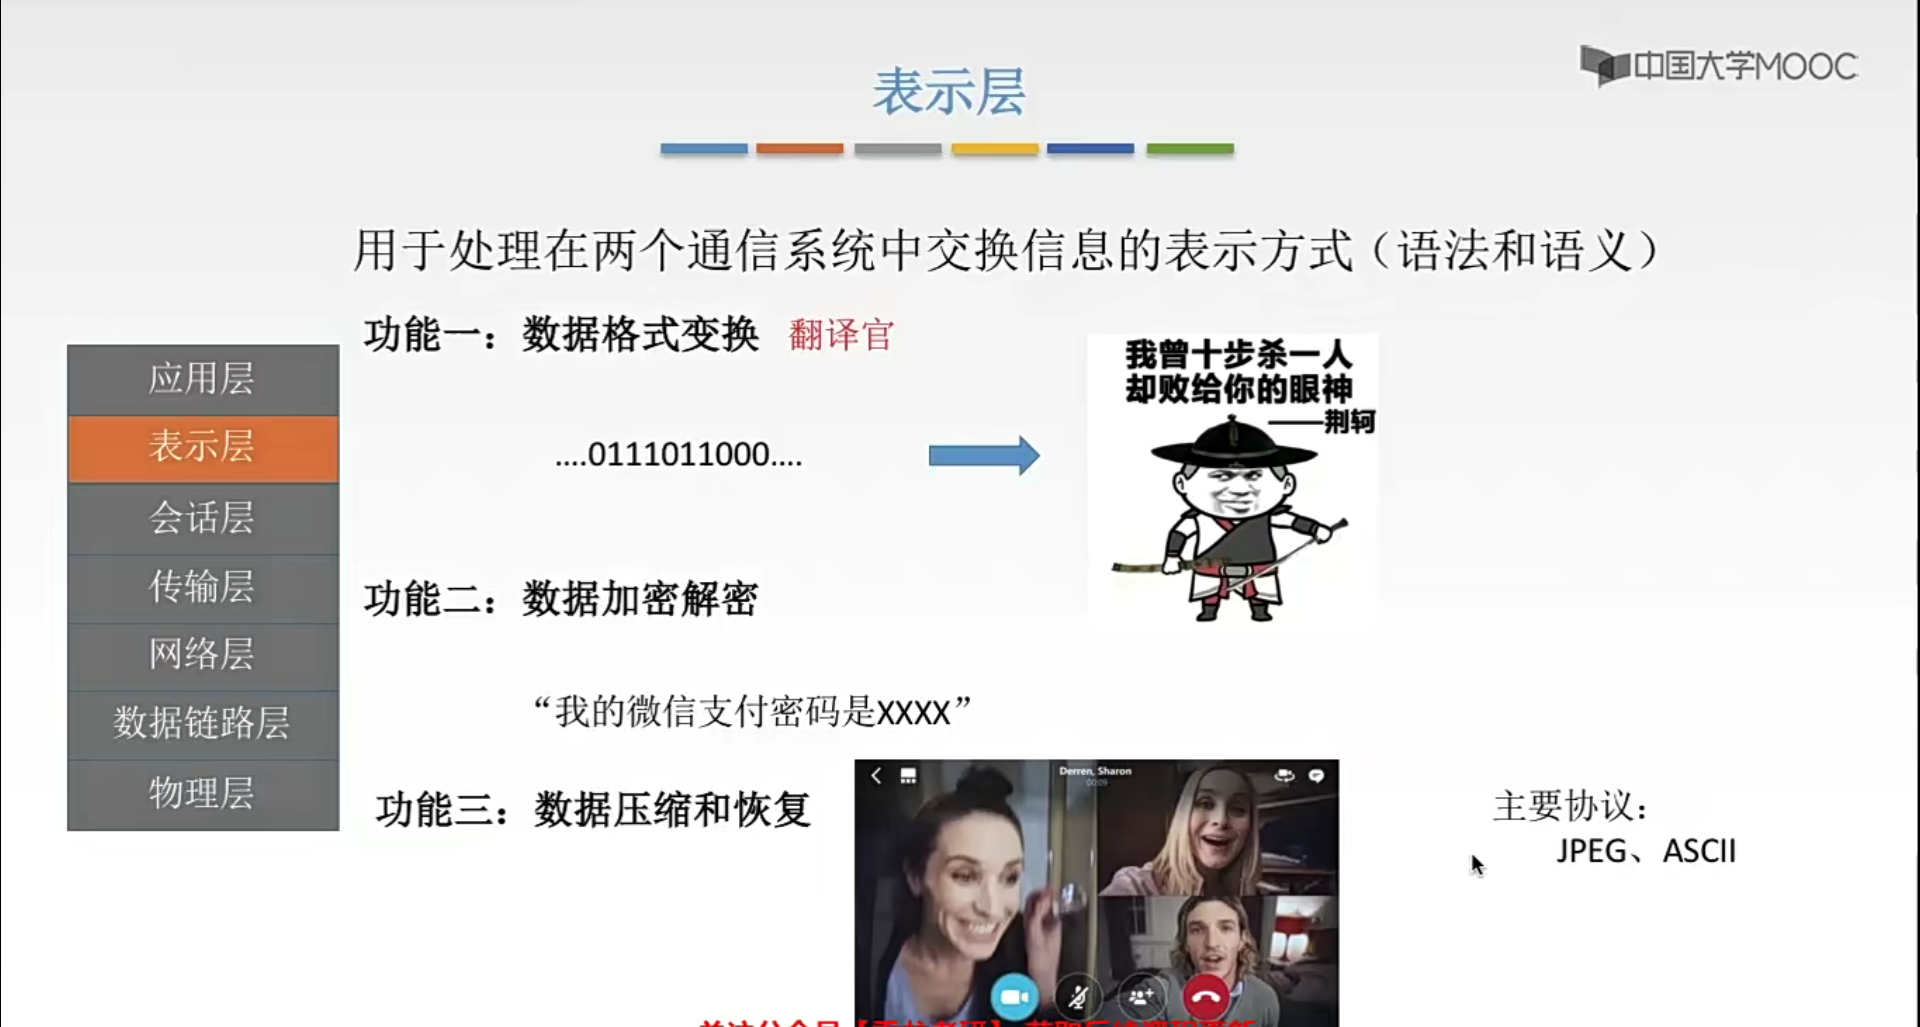 中国大学MOOC
表示层
用于处理在两个通信系统中交换信息的表示方式（语法和语义）
功能一：数据格式变换 翻译官
我曾十步杀一人
却败给你的眼神
——荆轲
....0111011000....
应用层
表示层
会话层
传输层
网络层
数据链路层
物理层
功能二：数据加密解密
“我的微信支付密码是XXXX”
功能三：数据压缩和恢复
Derren, Sharon
00:09
主要协议：
JPEG、ASCII